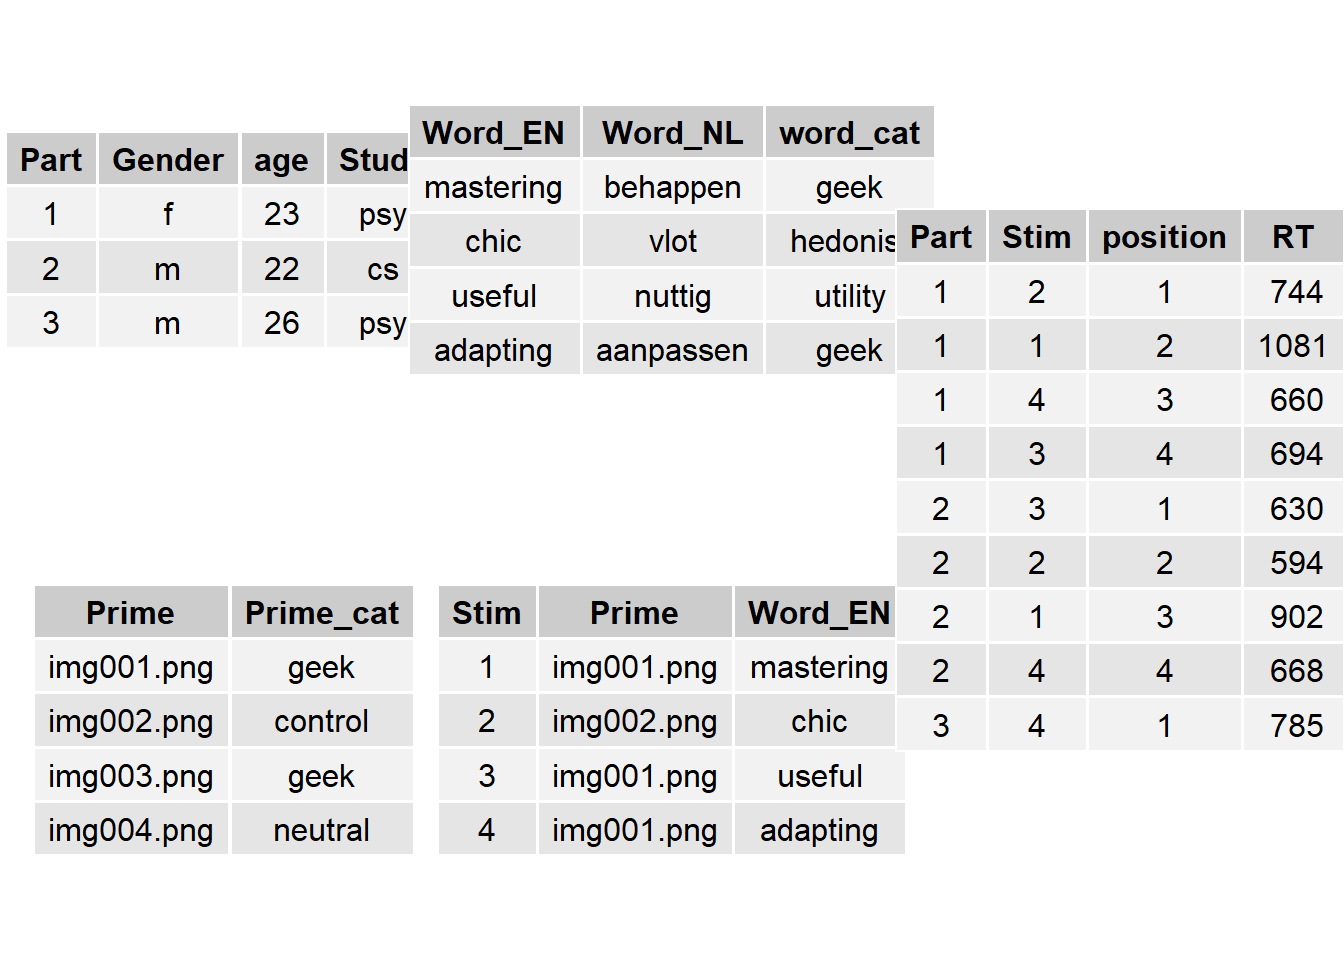 Part Gender age Stud
1 f 23 psy
2 m 22 cs
3 m 26 psy
Word_EN Word_NL word_cat
mastering behappen geek
chic vlot hedonis
useful nuttig utility
adapting aanpassen geek
Part Stim position RT
1 2 1 744
1 1 2 1081
1 4 3 660
1 3 4 694
2 3 1 630
2 2 2 594
2 1 3 902
2 4 4 668
3 4 1 785
Prime Prime_cat
img001.png geek
img002.png control
img003.png geek
img004.png neutral
Stim Prime Word_EN
1 img001.png mastering
2 img002.png chic
3 img001.png useful
4 img001.png adapting